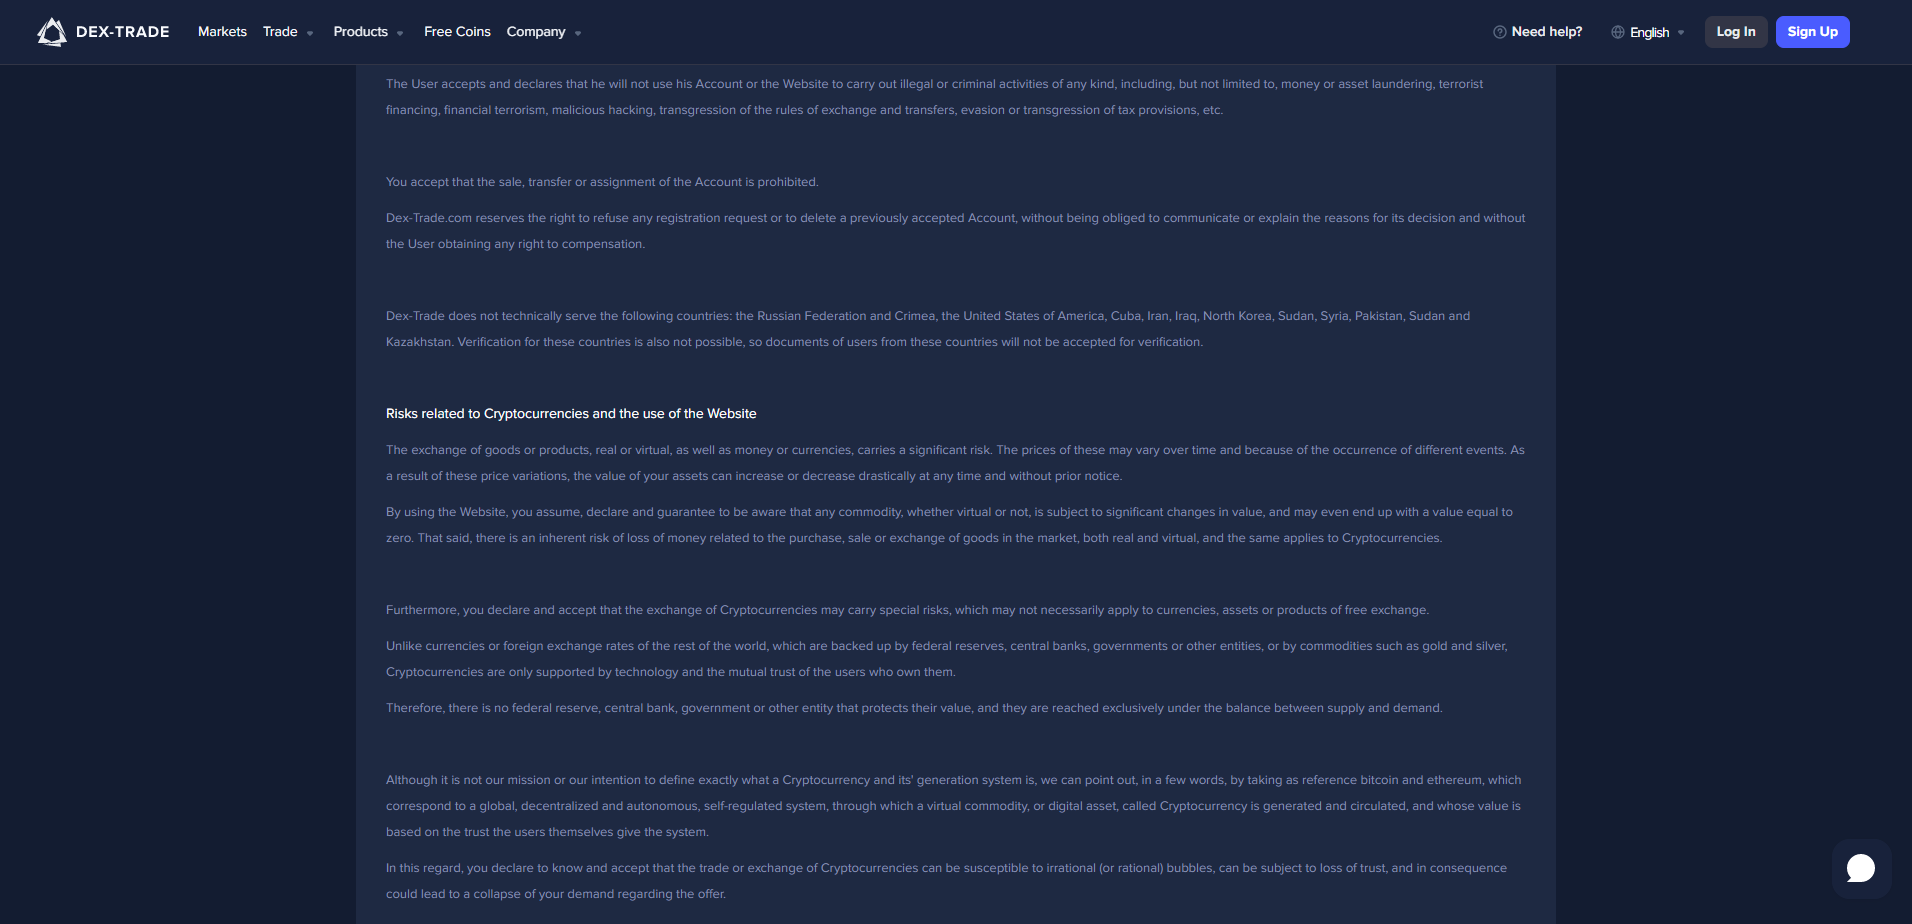 DEX-TRADE Markets Trade Products Free Coins Company Need help? English Log In Sign Up
The User accepts and declares that he will not use his Account or the Website to carry out illegal or criminal activities of any kind, including, but not limited to, money or asset laundering, terrorist
financing, financial terrorism, malicious hacking, transgression of the rules of exchange and transfers, evasion or transgression of tax provisions, etc.
You accept that the sale, transfer or assignment of the Account is prohibited.
Dex-Trade.com reserves the right to refuse any registration request or to delete a previously accepted Account, without being obliged to communicate or explain the reasons for its decision and without
the User obtaining any right to compensation.
Dex-Trade does not technically serve the following countries: the Russian Federation and Crimea, the United States of America, Cuba, Iran, Iraq, North Korea, Sudan, Syria, Pakistan, Sudan and
Kazakhstan. Verification for these countries is also not possible, so documents of users from these countries will not be accepted for verification.
Risks related to Cryptocurrencies and the use of the Website
The exchange of goods or products, real or virtual, as well as money or currencies, carries a significant risk. The prices of these may vary over time and because of the occurrence of different events. As
a result of these price variations, the value of your assets can increase or decrease drastically at any time and without prior notice.
By using the Website, you assume, declare and guarantee to be aware that any commodity, whether virtual or not, is subject to significant changes in value, and may even end up with a value equal to
zero. That said, there is an inherent risk of loss of money related to the purchase, sale or exchange of goods in the market, both real and virtual, and the same applies to Cryptocurrencies.
Furthermore, you declare and accept that the exchange of Cryptocurrencies may carry special risks, which may not necessarily apply to currencies, assets or products of free exchange.
Unlike currencies or foreign exchange rates of the rest of the world, which are backed up by federal reserves, central banks, governments or other entities, or by commodities such as gold and silver,
Cryptocurrencies are only supported by technology and the mutual trust of the users who own them.
Therefore, there is no federal reserve, central bank, government or other entity that protects their value, and they are reached exclusively under the balance between supply and demand.
Although it is not our mission or our intention to define exactly what a Cryptocurrency and its' generation system is, we can point out, in a few words, by taking as reference bitcoin and ethereum, which
correspond to a global, decentralized and autonomous, self-regulated system, through which a virtual commodity, or digital asset, called Cryptocurrency is generated and circulated, and whose value is
based on the trust the users themselves give the system.
In this regard, you declare to know and accept that the trade or exchange of Cryptocurrencies can be susceptible to irrational (or rational) bubbles, can be subject to loss of trust, and in consequence
could lead to a collapse of your demand regarding the offer.